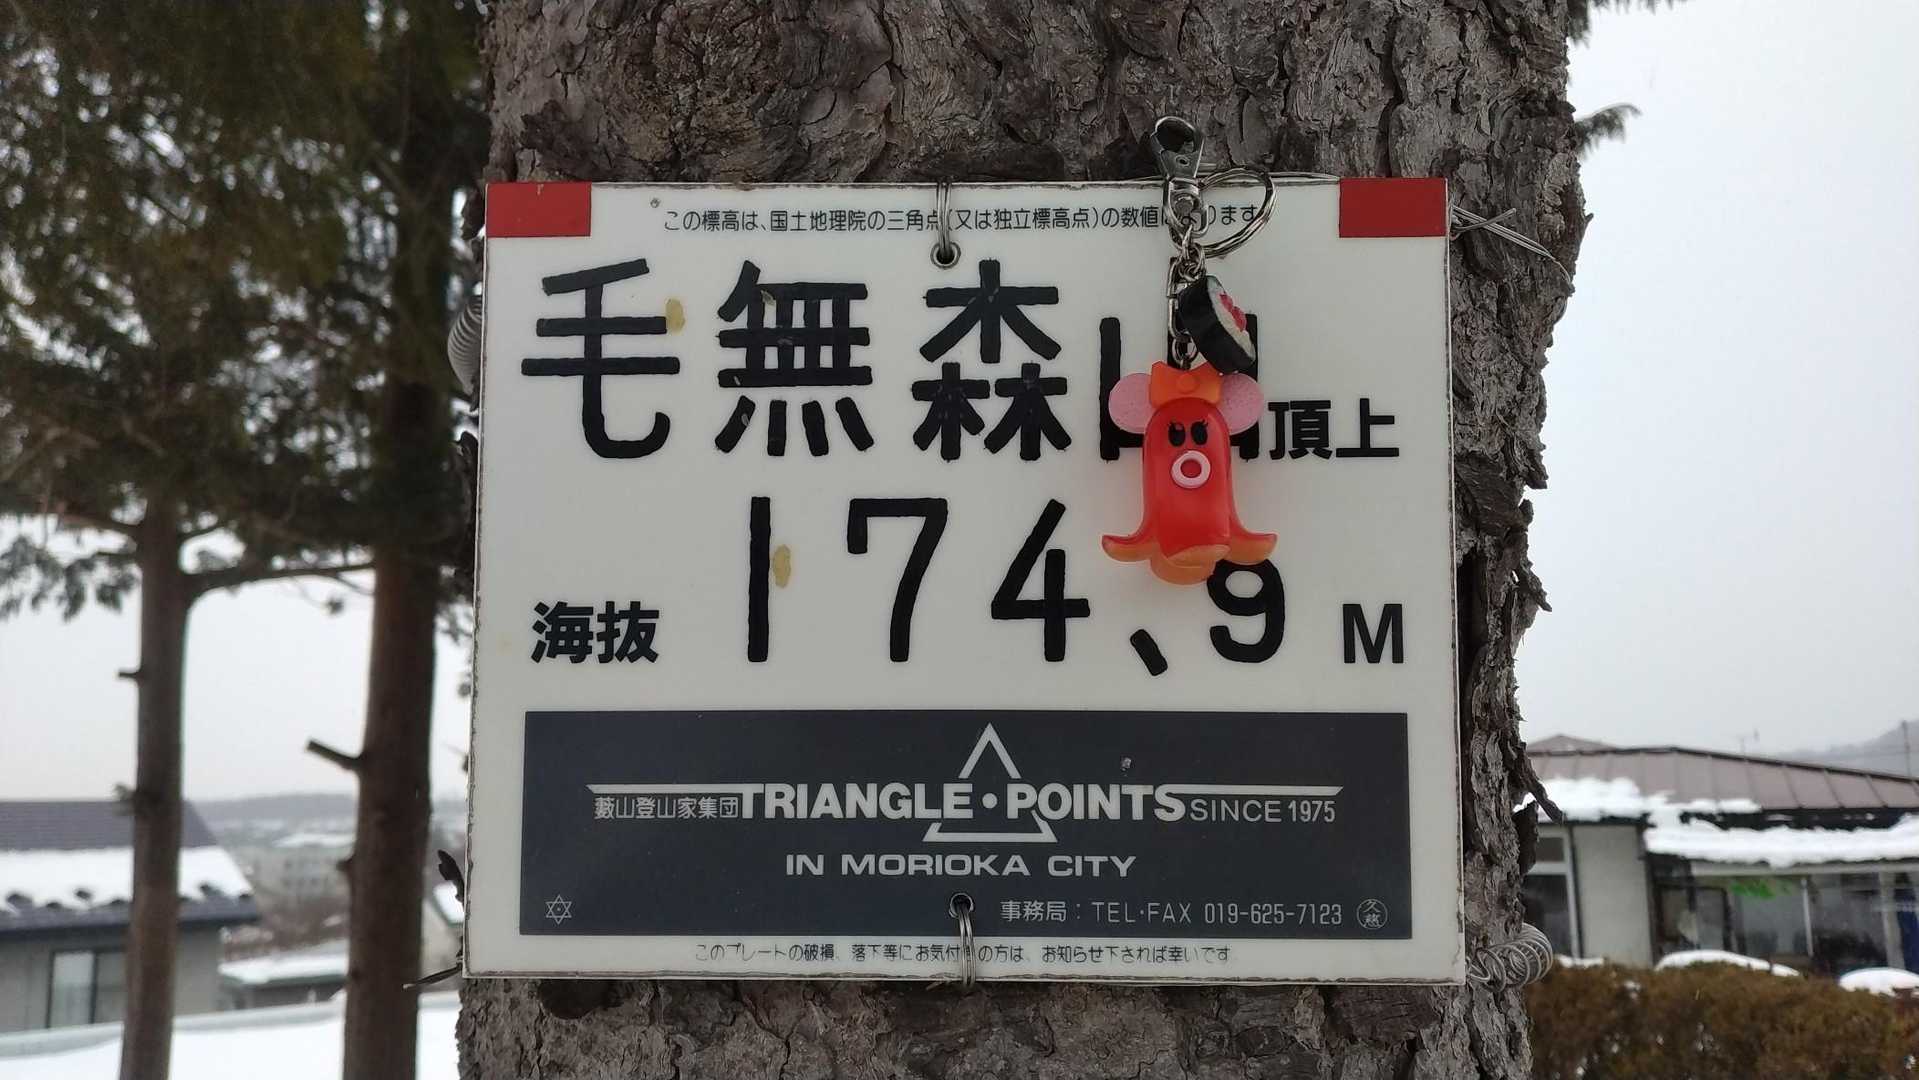 この標高は、国土地理院の三角点(又は独立標高点)の数値によります
毛無森山頂上
海抜 174、9 M
藪山登山家集団 TRIANGLE・POINTS SINCE 1975
IN MORIOKA CITY
事務局：TEL・FAX 019-625-7123
このプレートの破損、落下等にお気付きの方は、お知らせ下されば幸いです